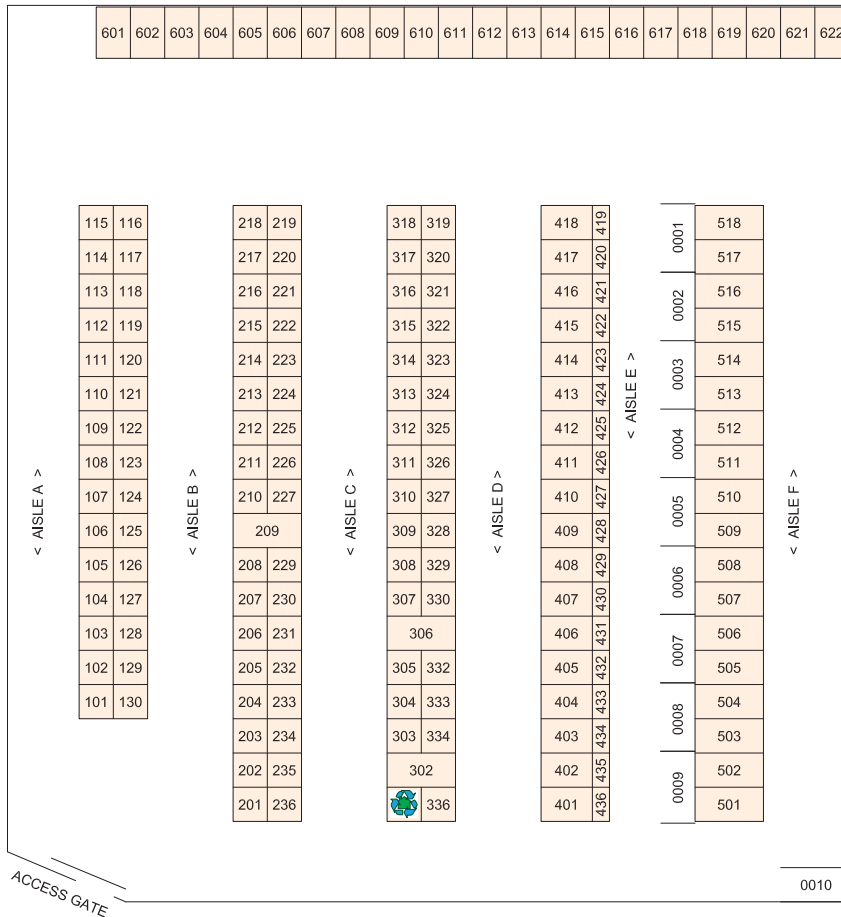 601 602 603 604 605 606 607 608 609 610 611 612 613 614 615 616 617 618 619 620 621 622
115 116 218 219 318 319 418 419 0001 518
114 117 217 220 317 320 417 420 517
113 118 216 221 316 321 416 421 0002 516
112 119 215 222 315 322 415 422 515
111 120 214 223 314 323 414 423 0003 514
110 121 213 224 313 324 413 424 513
< AISLE E >
109 122 212 225 312 325 412 425 0004 512
108 123 211 226 311 326 411 426 511
107 124 210 227 310 327 410 427 0005 510
< AISLE A >
< AISLE B >
< AISLE C >
< AISLE D >
< AISLE F >
106 125 209 309 328 409 428 509
105 126 208 229 308 329 408 429 0006 508
104 127 207 230 307 330 407 430 507
103 128 206 231 306 406 431 0007 506
102 129 205 232 305 332 405 432 505
101 130 204 233 304 333 404 433 0008 504
203 234 303 334 403 434 503
202 235 302 402 435 0009 502
201 236 336 401 436 501
ACCESS GATE
0010